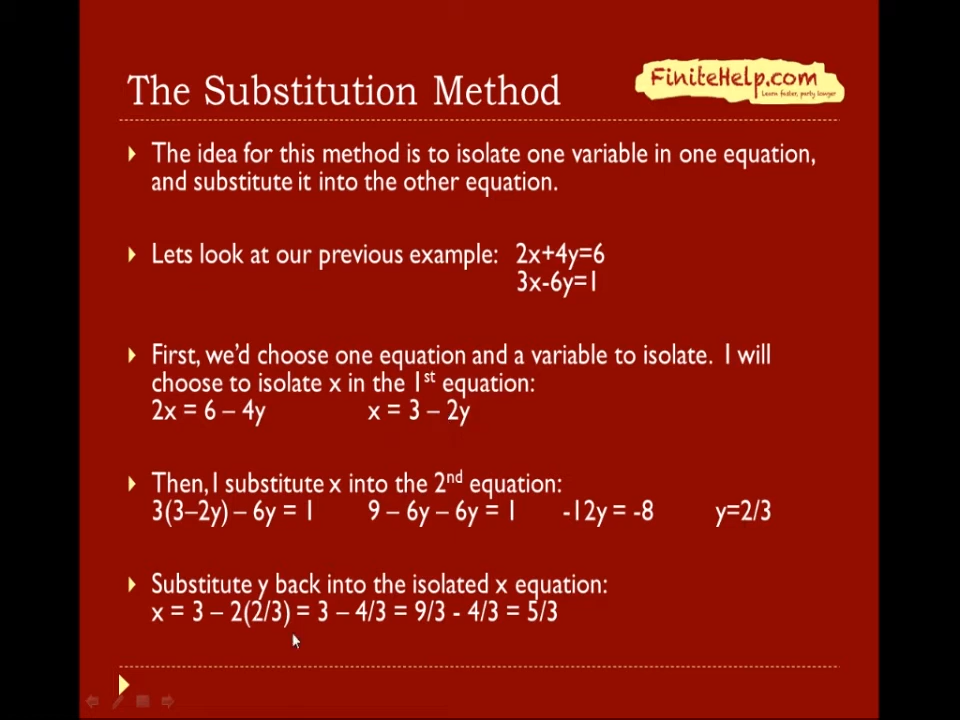 The Substitution Method
FiniteHelp.com
Learn faster, party longer
The idea for this method is to isolate one variable in one equation,
and substitute it into the other equation.
Lets look at our previous example: 2x+4y=6
3x-6y=1
First, we'd choose one equation and a variable to isolate. I will
choose to isolate x in the 1st equation:
2x = 6 – 4y x = 3 – 2y
Then, I substitute x into the 2nd equation:
3(3–2y) – 6y = 1 9 – 6y – 6y = 1 -12y = -8 y=2/3
Substitute y back into the isolated x equation:
x = 3 – 2(2/3) = 3 – 4/3 = 9/3 - 4/3 = 5/3